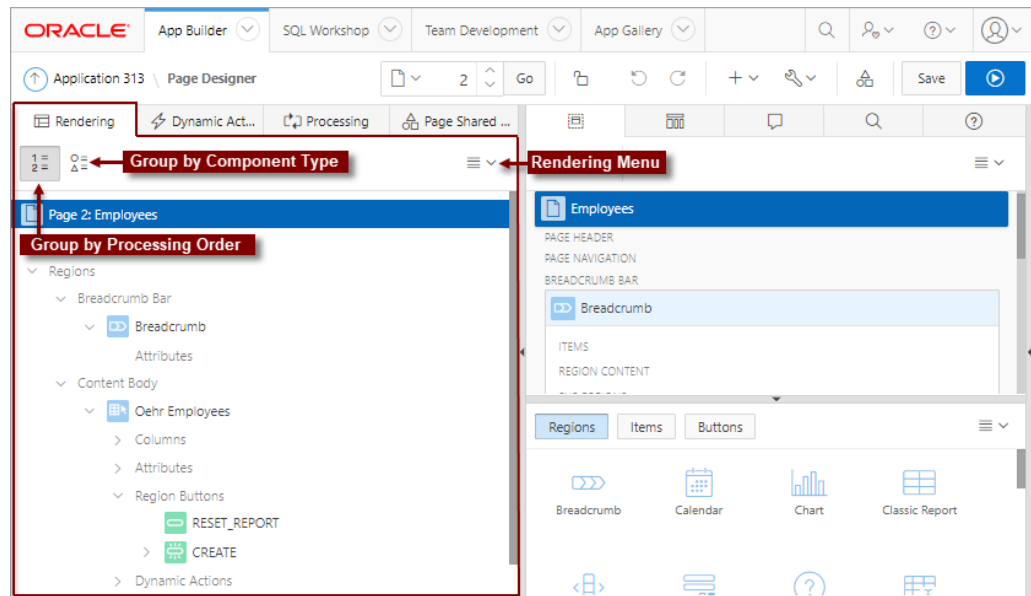 ORACLE App Builder SQL Workshop Team Development App Gallery
Application 313 \ Page Designer 2 Go Save
Rendering Dynamic Act... Processing Page Shared ...
Group by Component Type Rendering Menu
Page 2: Employees
Group by Processing Order
Regions
Breadcrumb Bar
Breadcrumb
Attributes
Content Body
Oehr Employees
Columns
Attributes
Region Buttons
RESET_REPORT
CREATE
Dynamic Actions
Employees
PAGE HEADER
PAGE NAVIGATION
BREADCRUMB BAR
Breadcrumb
ITEMS
REGION CONTENT
Regions Items Buttons
Breadcrumb Calendar Chart Classic Report